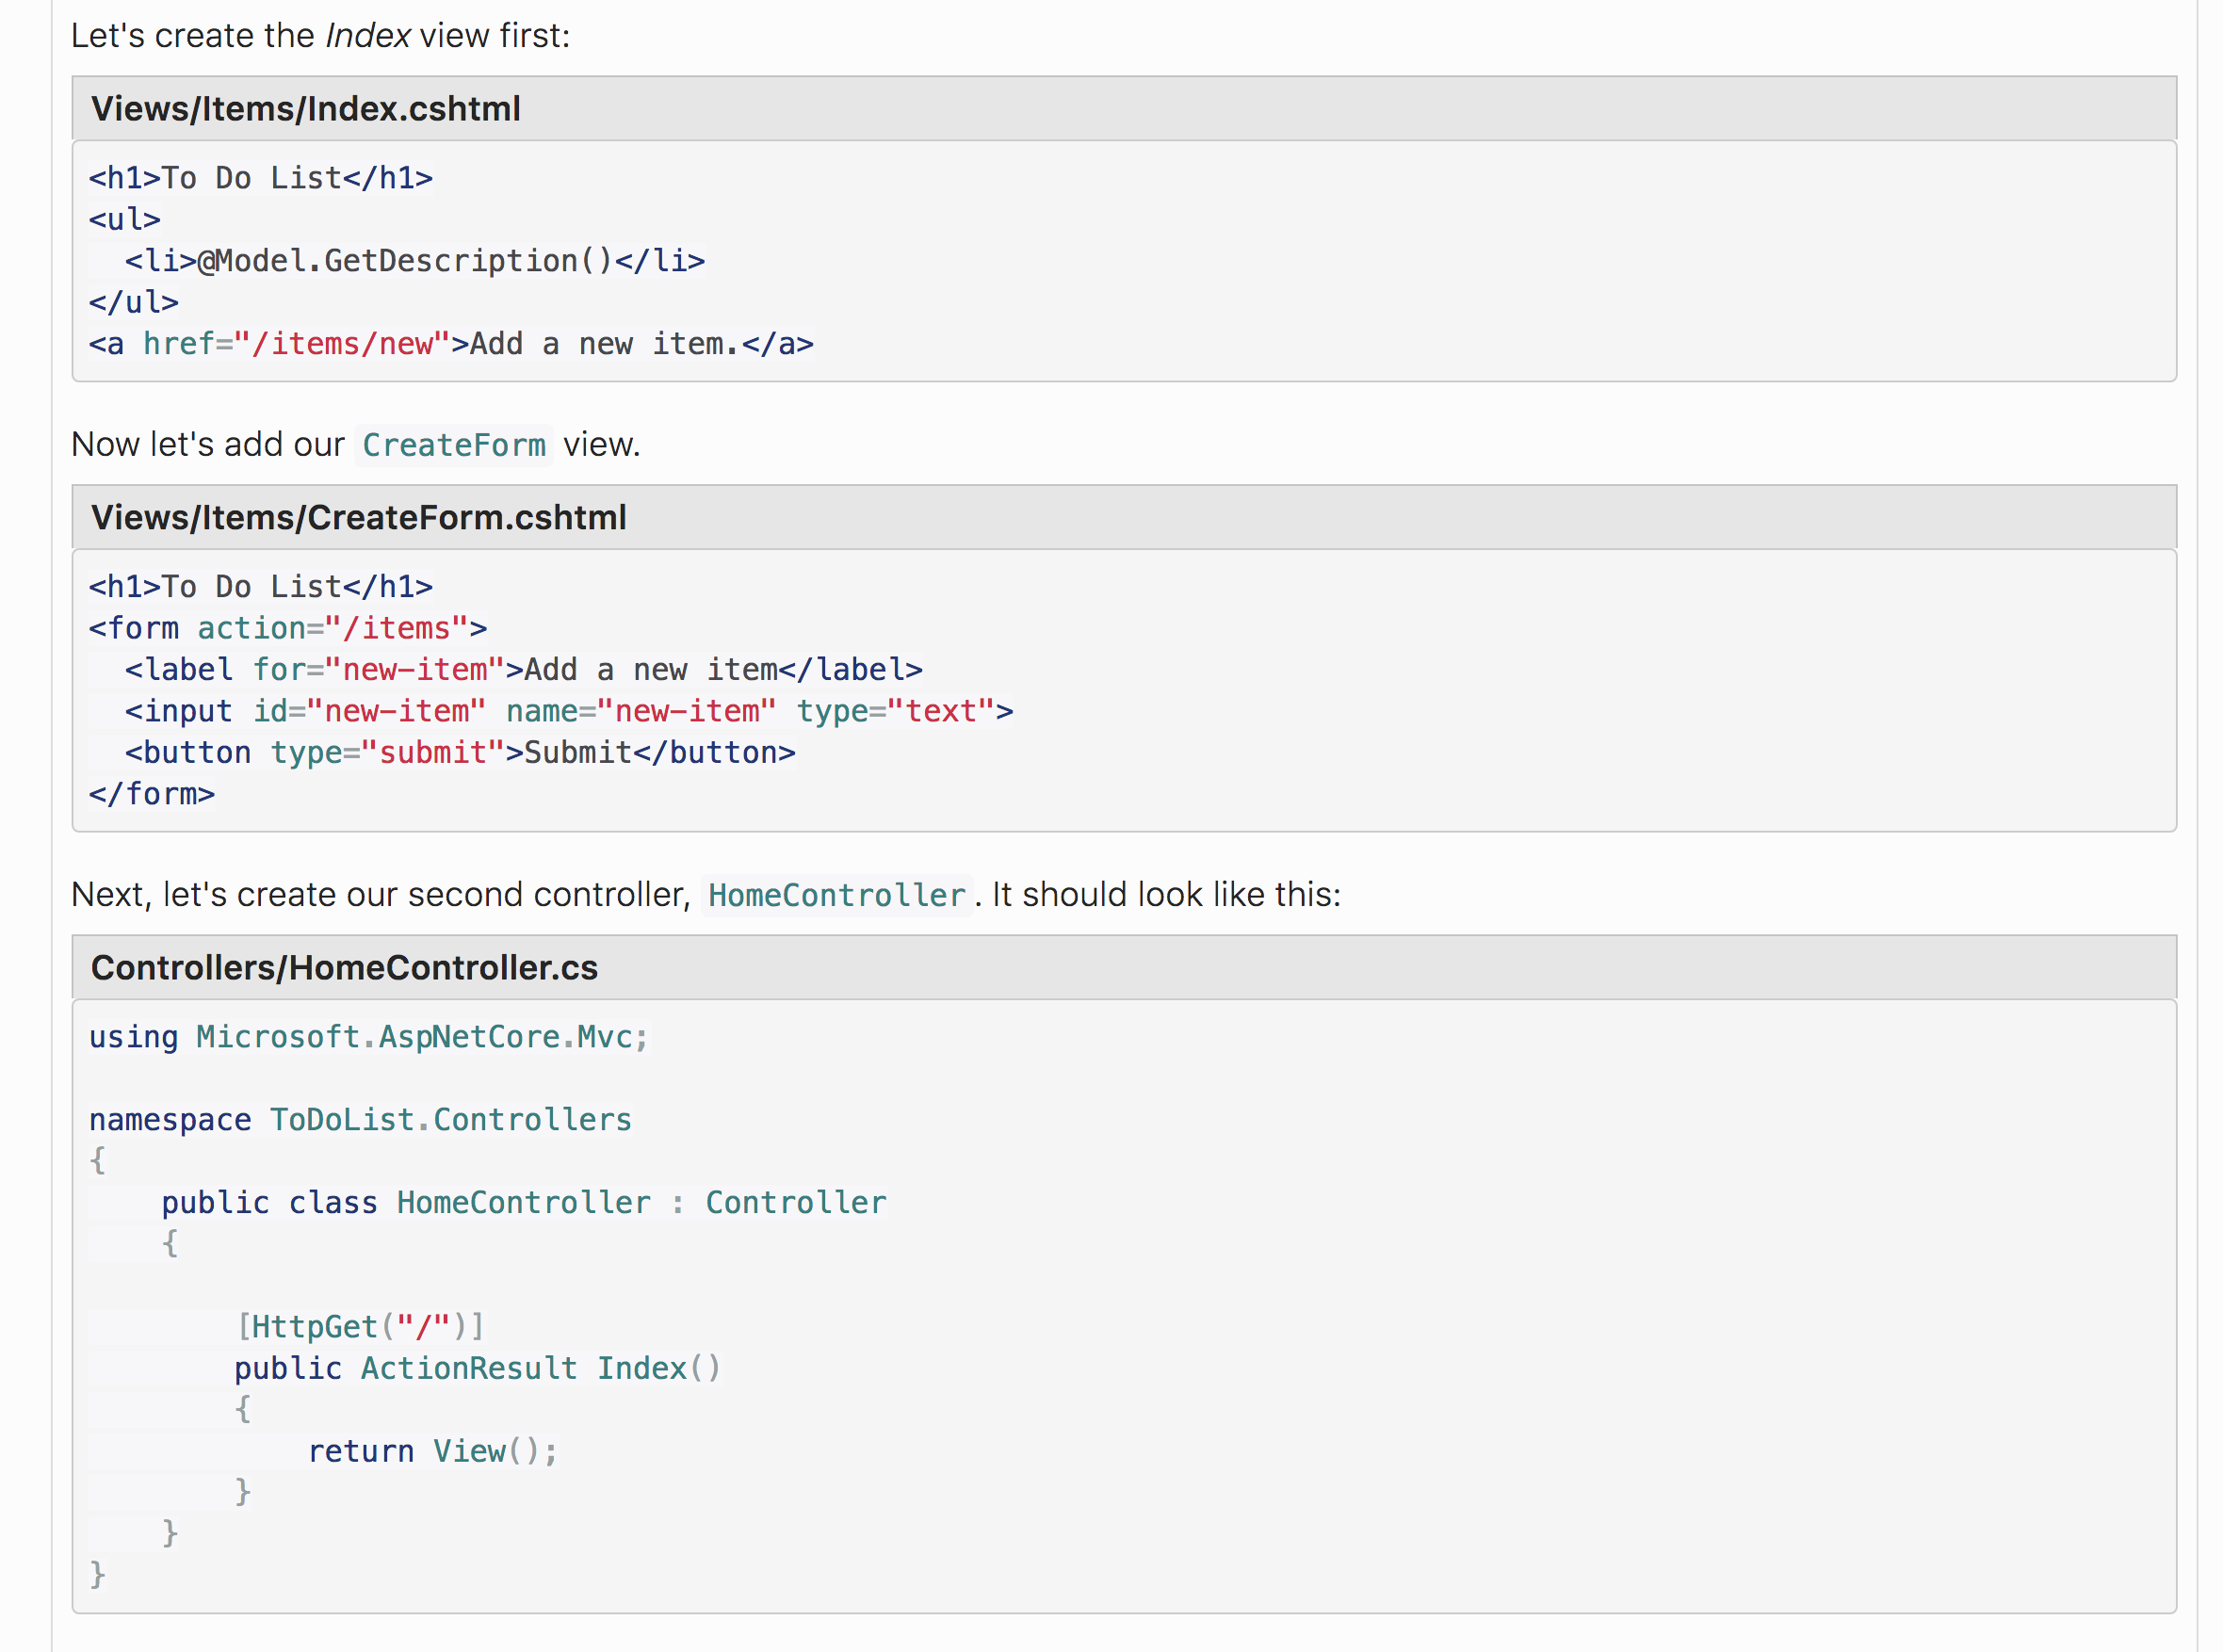 Let's create the Index view first:
Views/Items/Index.cshtml
<h1>To Do List</h1>
<ul>
  <li>@Model.GetDescription()</li>
</ul>
<a href="/items/new">Add a new item.</a>
Now let's add our CreateForm view.
Views/Items/CreateForm.cshtml
<h1>To Do List</h1>
<form action="/items">
  <label for="new-item">Add a new item</label>
  <input id="new-item" name="new-item" type="text">
  <button type="submit">Submit</button>
</form>
Next, let's create our second controller, HomeController. It should look like this:
Controllers/HomeController.cs
using Microsoft.AspNetCore.Mvc;
namespace ToDoList.Controllers
{
    public class HomeController : Controller
    {
        [HttpGet("/")]
        public ActionResult Index()
        {
            return View();
        }
    }
}